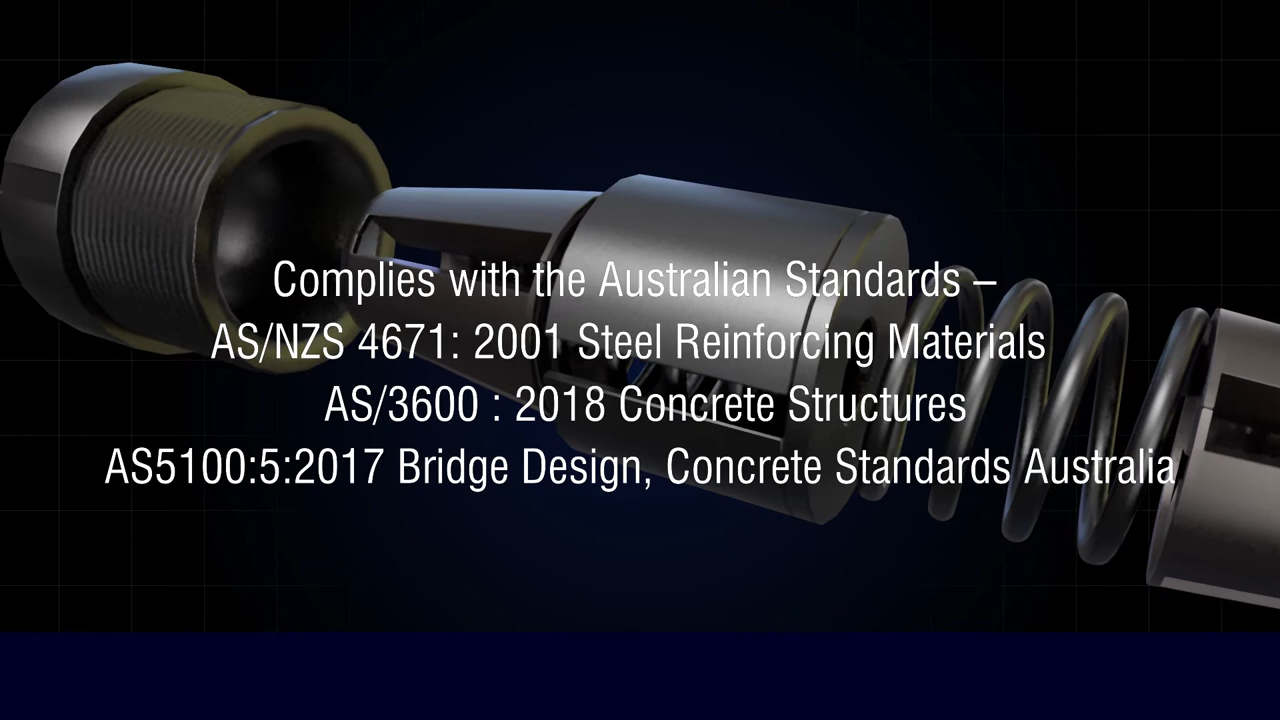 Complies with the Australian Standards –
AS/NZS 4671: 2001 Steel Reinforcing Materials
AS/3600 : 2018 Concrete Structures
AS5100:5:2017 Bridge Design, Concrete Standards Australia